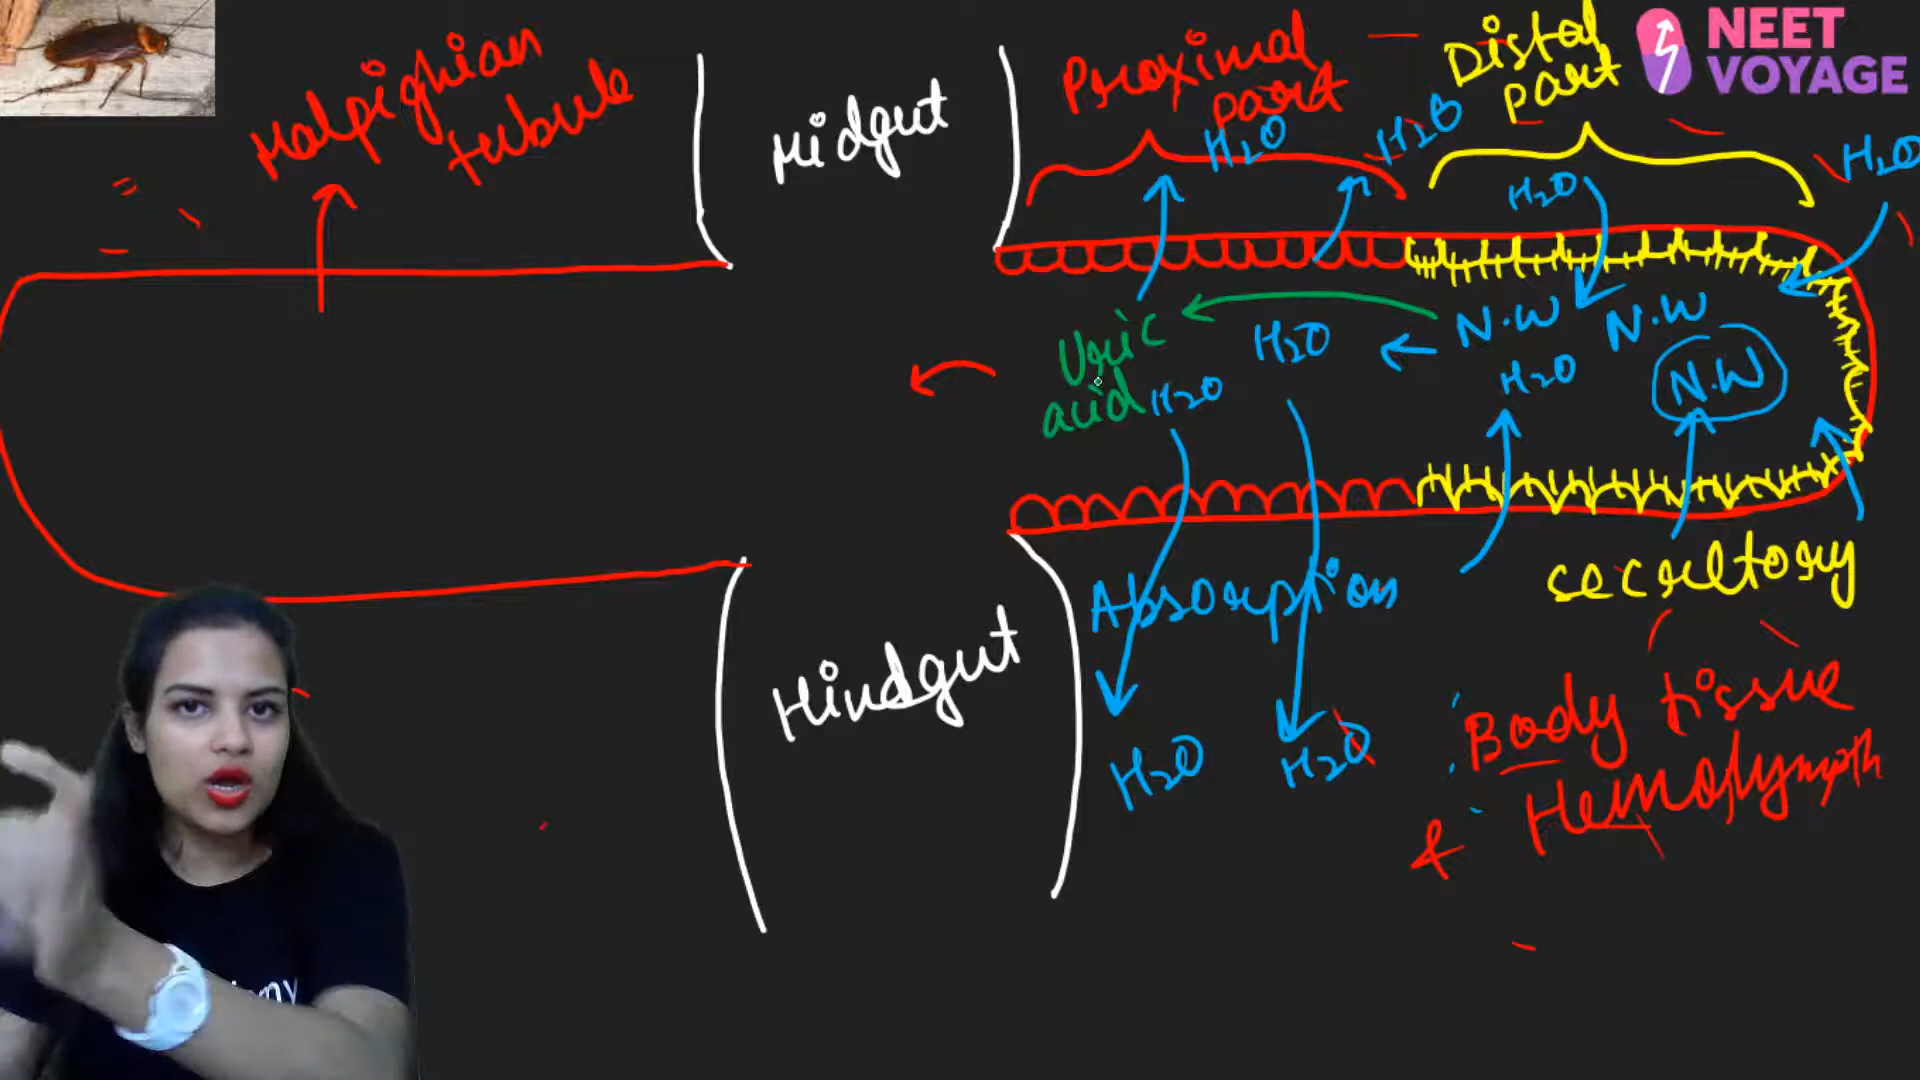 Malpighian
tubule
Midgut
Proximal
part
Distal
part
NEET
VOYAGE
H2O
H2O
H2O
H2O
Uric
acid
H2O
H2O
N.W
N.W
H2O
N.W
Absorption
secretory
Hindgut
H2O
H2O
Body tissue
& Hemolymph
my